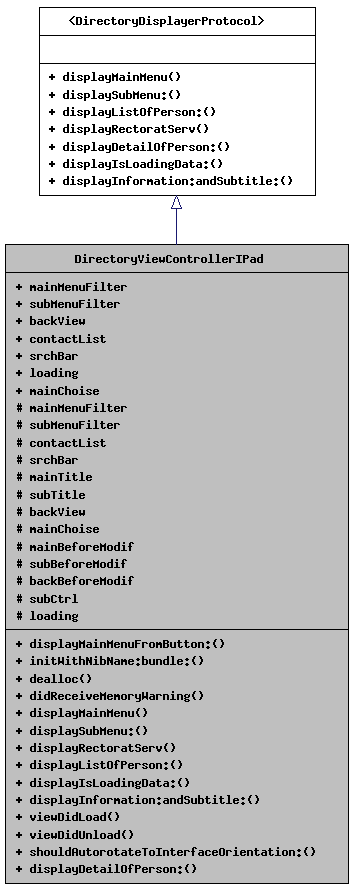 <DirectoryDisplayerProtocol>
+ displayMainMenu()
+ displaySubMenu:()
+ displayListOfPerson:()
+ displayRectoratServ()
+ displayDetailOfPerson:()
+ displayIsLoadingData:()
+ displayInformation:andSubtitle:()
DirectoryViewControllerIPad
+ mainMenuFilter
+ subMenuFilter
+ backView
+ contactList
+ srchBar
+ loading
+ mainChoise
# mainMenuFilter
# subMenuFilter
# contactList
# srchBar
# mainTitle
# subTitle
# backView
# mainChoise
# mainBeforeModif
# subBeforeModif
# backBeforeModif
# subCtrl
# loading
+ displayMainMenuFromButton:()
+ initWithNibName:bundle:()
+ dealloc()
+ didReceiveMemoryWarning()
+ displayMainMenu()
+ displaySubMenu:()
+ displayRectoratServ()
+ displayListOfPerson:()
+ displayIsLoadingData:()
+ displayInformation:andSubtitle:()
+ viewDidLoad()
+ viewDidUnload()
+ shouldAutorotateToInterfaceOrientation:()
+ displayDetailOfPerson:()